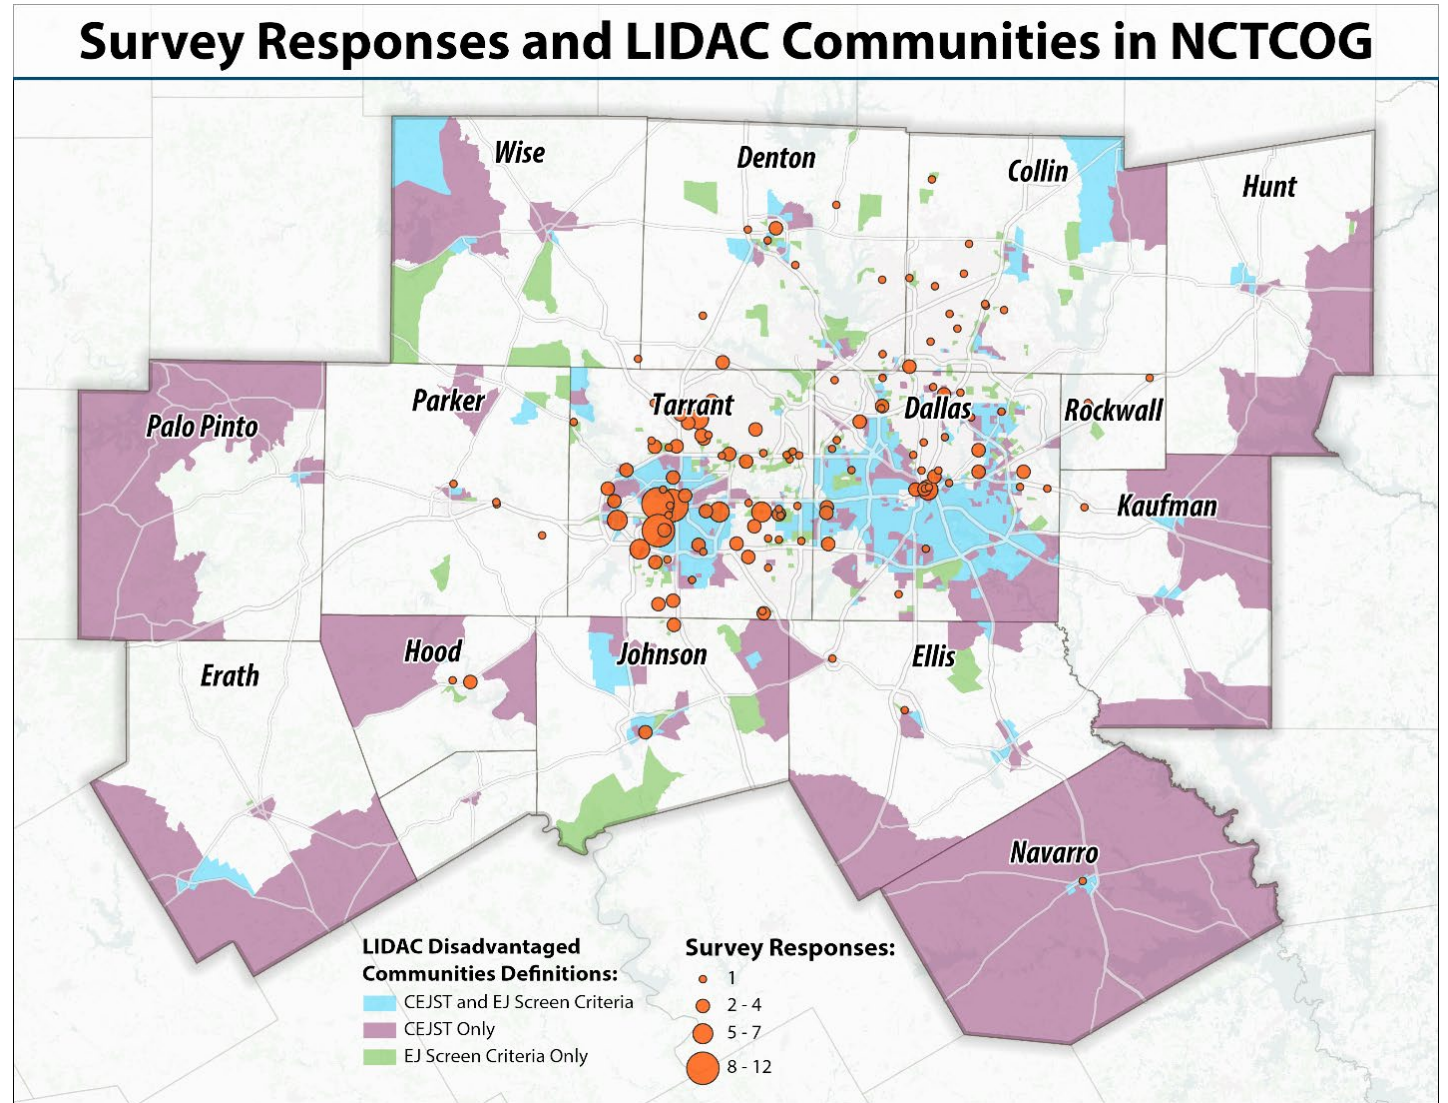 Survey Responses and LIDAC Communities in NCTCOG
Wise
Denton
Collin
Hunt
Palo Pinto
Parker
Tarrant
Dallas
Rockwall
Kaufman
Erath
Hood
Johnson
Ellis
Navarro
LIDAC Disadvantaged
Communities Definitions:
CEJST and EJ Screen Criteria
CEJST Only
EJ Screen Criteria Only
Survey Responses:
1
2 - 4
5 - 7
8 - 12